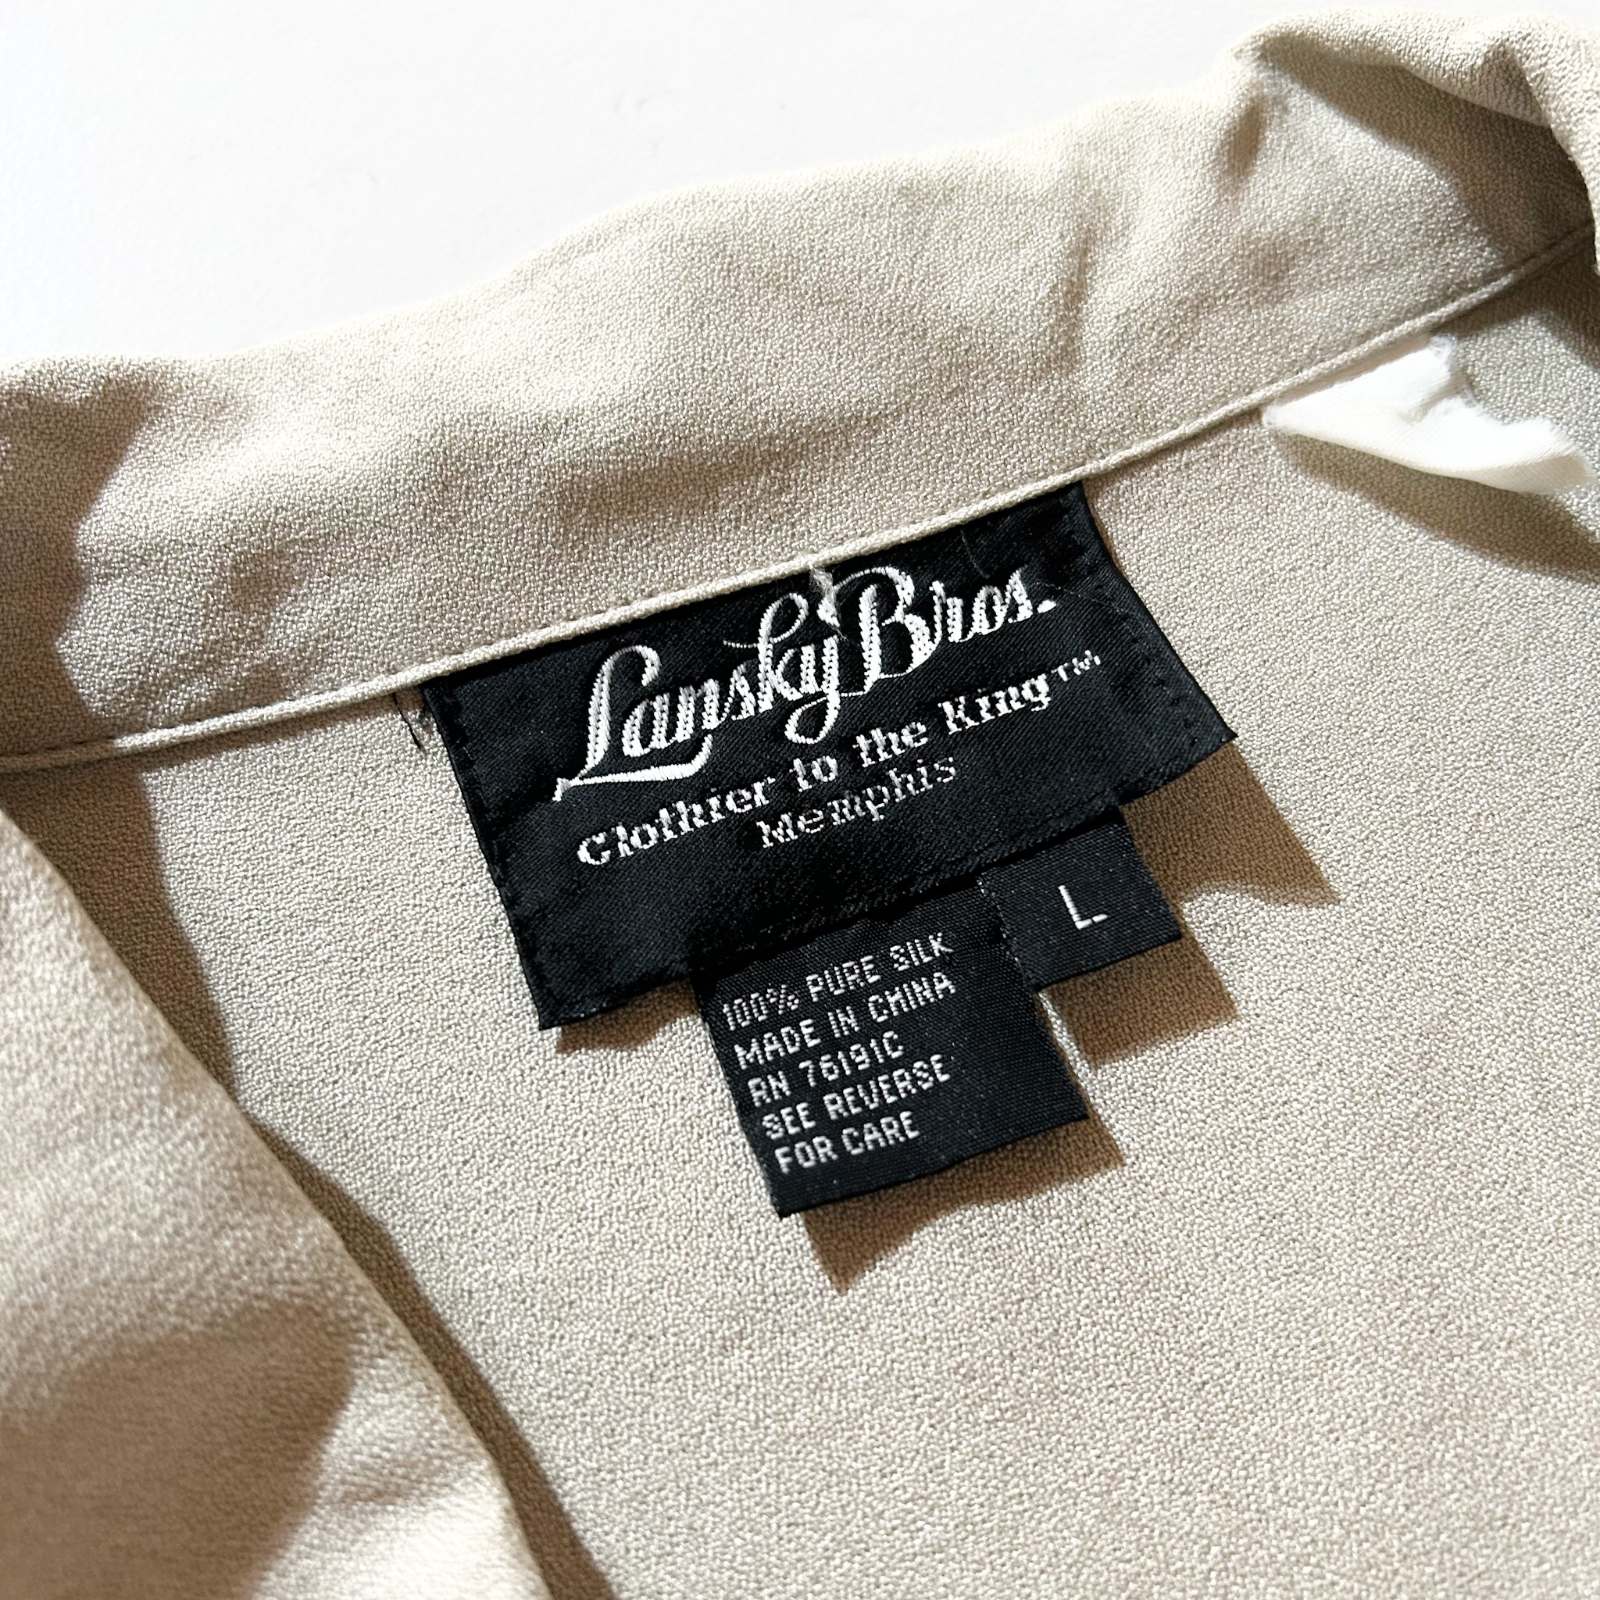 Lansky Bros.
Clothier to the King™
Memphis
L
100% PURE SILK
MADE IN CHINA
RN 76191C
SEE REVERSE
FOR CARE